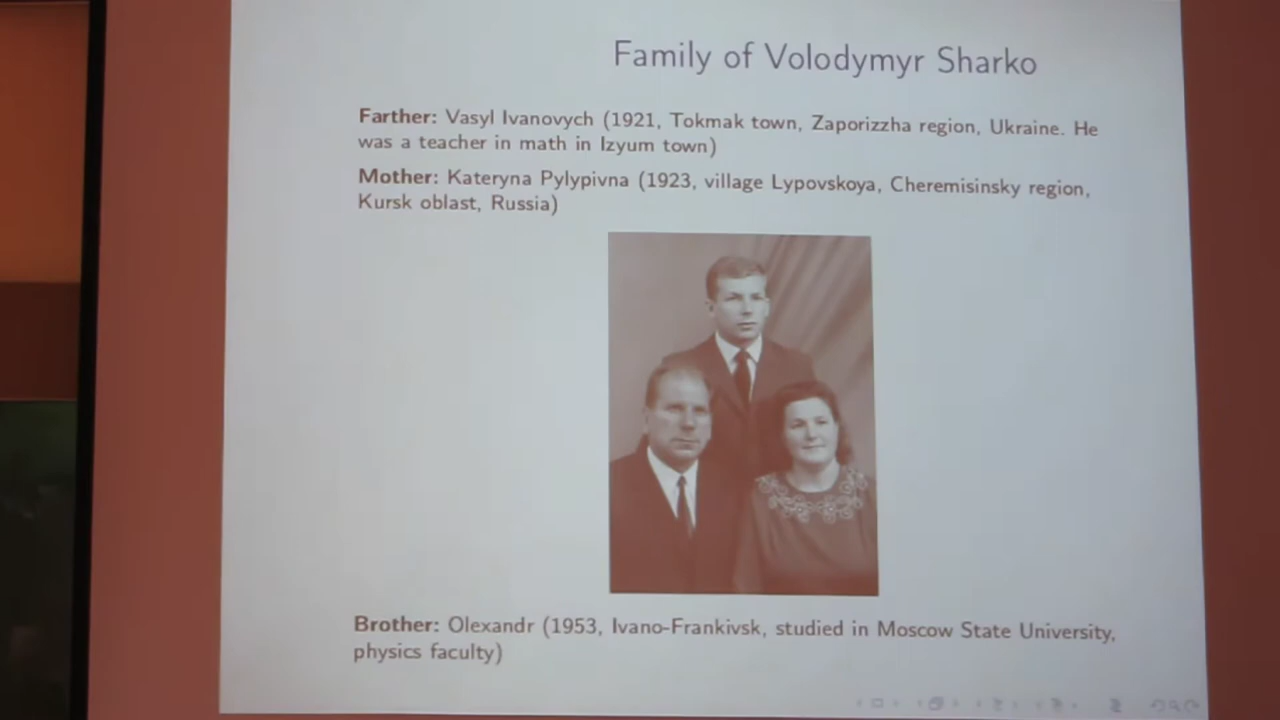 Family of Volodymyr Sharko
Farther: Vasyl Ivanovych (1921, Tokmak town, Zaporizzha region, Ukraine. He
was a teacher in math in Izyum town)
Mother: Kateryna Pylypivna (1923, village Lypovskoya, Cheremisinsky region,
Kursk oblast, Russia)
Brother: Olexandr (1953, Ivano-Frankivsk, studied in Moscow State University,
physics faculty)